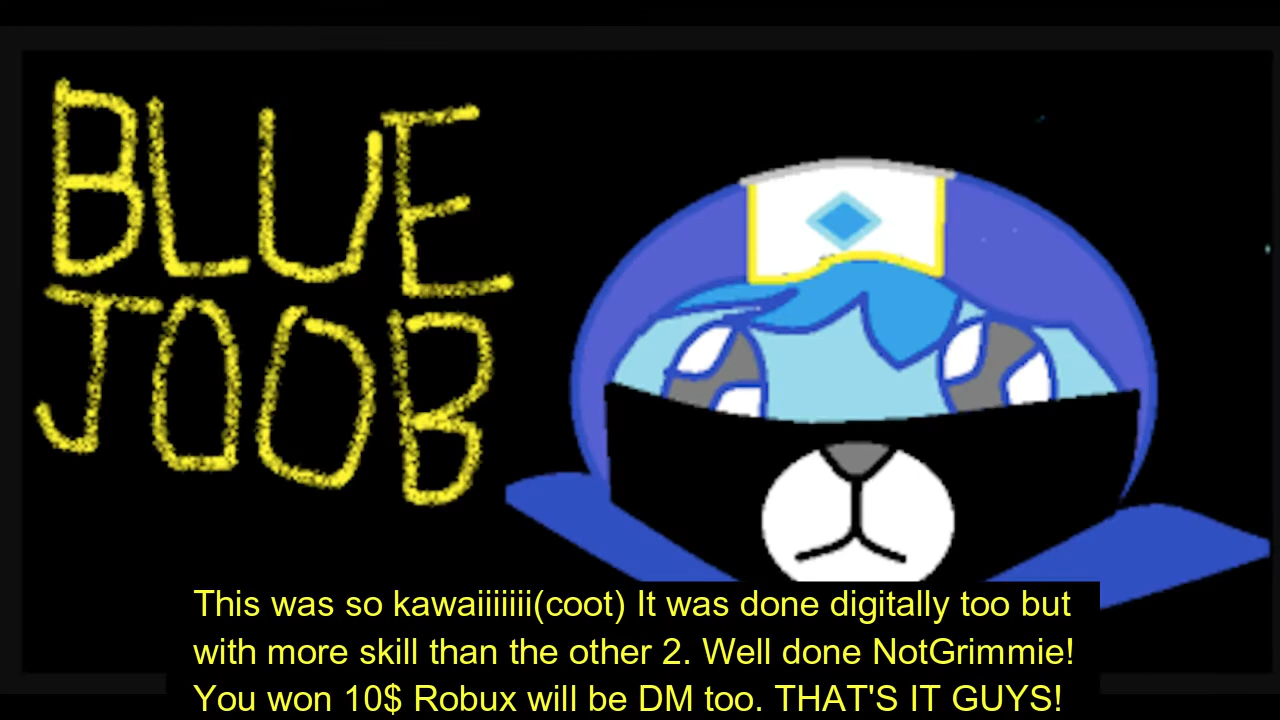 BLUE
JOOB
This was so kawaiiiiiii(coot) It was done digitally too but
with more skill than the other 2. Well done NotGrimmie!
You won 10$ Robux will be DM too. THAT'S IT GUYS!